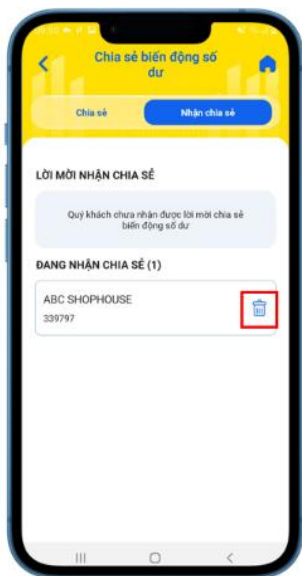 Chia sẻ biến động số
dư
Chia sẻ
Nhận chia sẻ
LỜI MỜI NHẬN CHIA SẺ
Quý khách chưa nhận được lời mời chia sẻ
biến động số dư
ĐANG NHẬN CHIA SẺ (1)
ABC SHOPHOUSE
339797